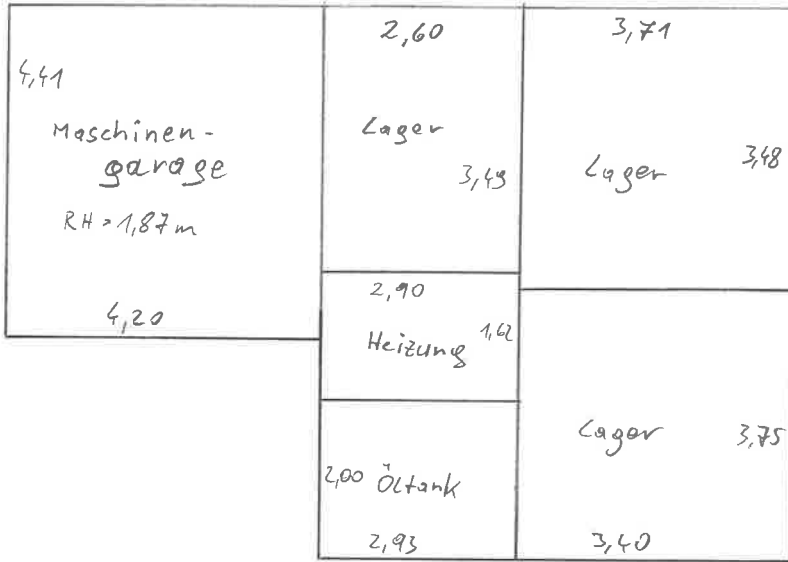 4,41
Maschinen-
garage
RH = 1,87 m
4,20
2,60
Lager
3,49
2,90
Heizung
1,62
2,00 Öltank
2,93
3,71
Lager
3,48
Lager
3,75
3,40